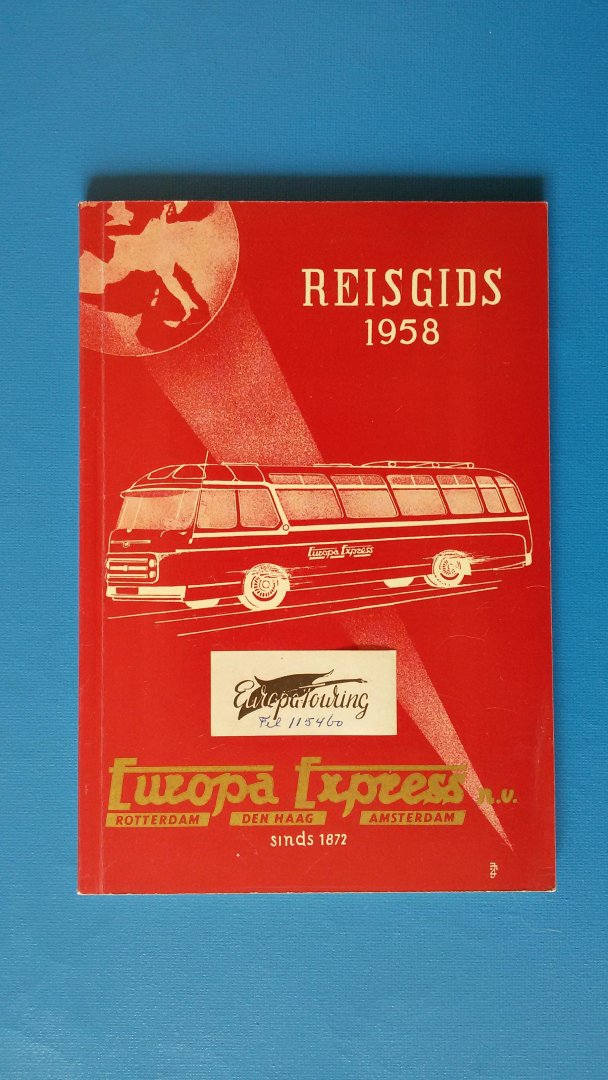 REISGIDS
1958
Europa Express
EuropaTouring
Tel 115460
Europa Express n.v.
ROTTERDAM DEN HAAG AMSTERDAM
sinds 1872